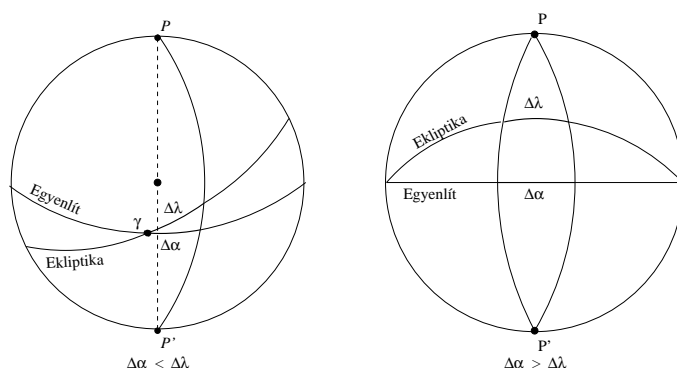 P
Egyenlít
γ
Δλ
Δα
Ekliptika
P'
Δα < Δλ
P
Δλ
Ekliptika
Egyenlít
Δα
P'
Δα > Δλ